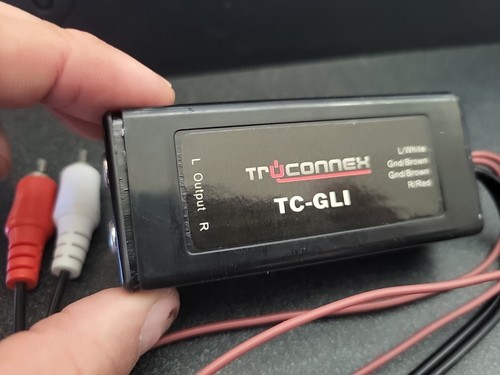 L Output R
TRUCONNEX
TC-GLI
L/White
Gnd/Brown
Gnd/Brown
R/Red